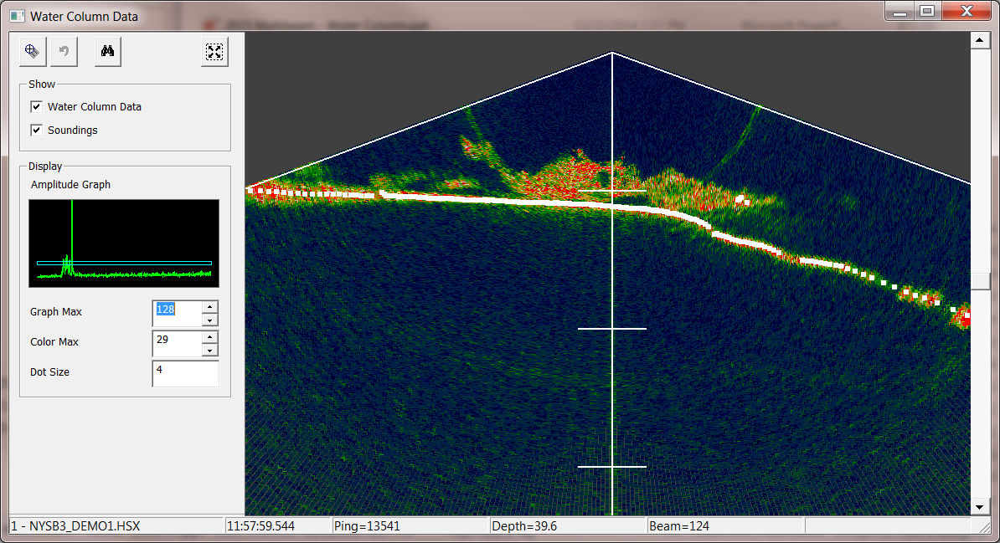 Water Column Data
Show
Water Column Data
Soundings
Display
Amplitude Graph
Graph Max 128
Color Max 29
Dot Size 4
1 - NYSB3_DEMO1.HSX 11:57:59.544 Ping=13541 Depth=39.6 Beam=124